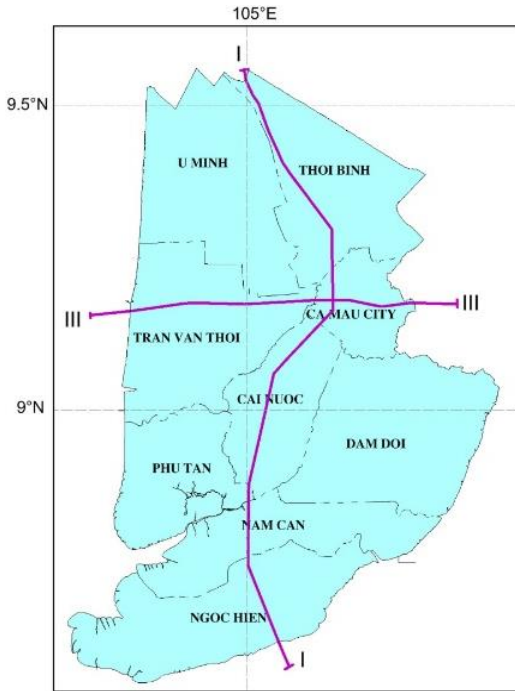 105°E
I
9.5°N
U MINH
THOI BINH
III
III
CA MAU CITY
TRAN VAN THOI
CAI NUOC
9°N
DAM DOI
PHU TAN
NAM CAN
NGOC HIEN
I